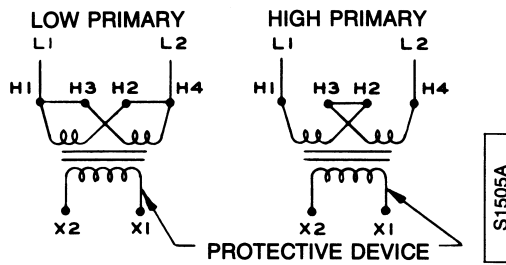 LOW PRIMARY
HIGH PRIMARY
L1 L2
L1 L2
H1 H3 H2 H4
H1 H3 H2 H4
X2 X1
X2 X1
PROTECTIVE DEVICE
S1505A